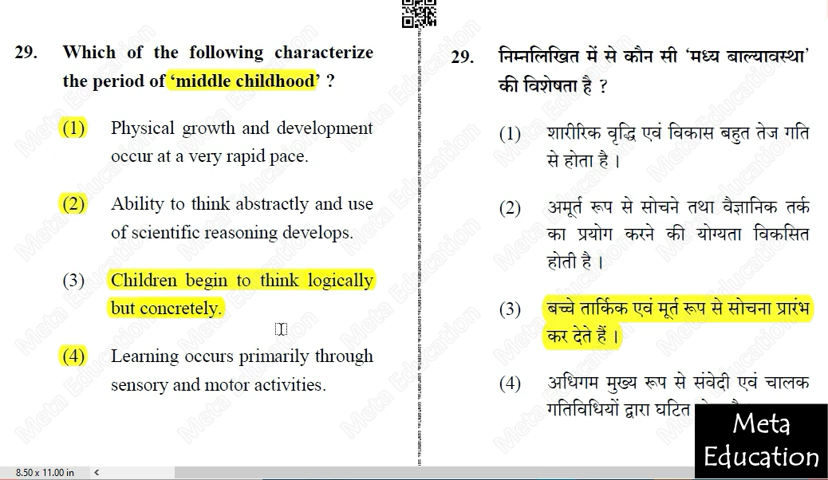 29. Which of the following characterize
the period of ‘middle childhood’ ?
(1) Physical growth and development
occur at a very rapid pace.
(2) Ability to think abstractly and use
of scientific reasoning develops.
(3) Children begin to think logically
but concretely.
(4) Learning occurs primarily through
sensory and motor activities.
29. निम्नलिखित में से कौन सी ‘मध्य बाल्यावस्था’
की विशेषता है ?
(1) शारीरिक वृद्धि एवं विकास बहुत तेज गति
से होता है ।
(2) अमूर्त रूप से सोचने तथा वैज्ञानिक तर्क
का प्रयोग करने की योग्यता विकसित
होती है ।
(3) बच्चे तार्किक एवं मूर्त रूप से सोचना प्रारंभ
कर देते हैं ।
(4) अधिगम मुख्य रूप से संवेदी एवं चालक
गतिविधियों द्वारा घटित
Meta
Education
8.50 x 11.00 in